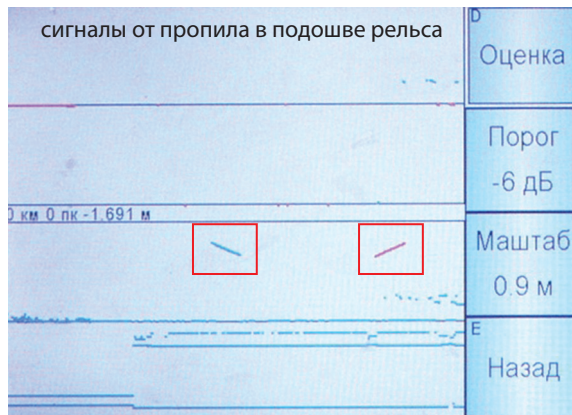 сигналы от пропила в подошве рельса
D
Оценка
Порог
-6 дБ
0 км 0 пк -1.691 м
Маштаб
0.9 м
E
Назад